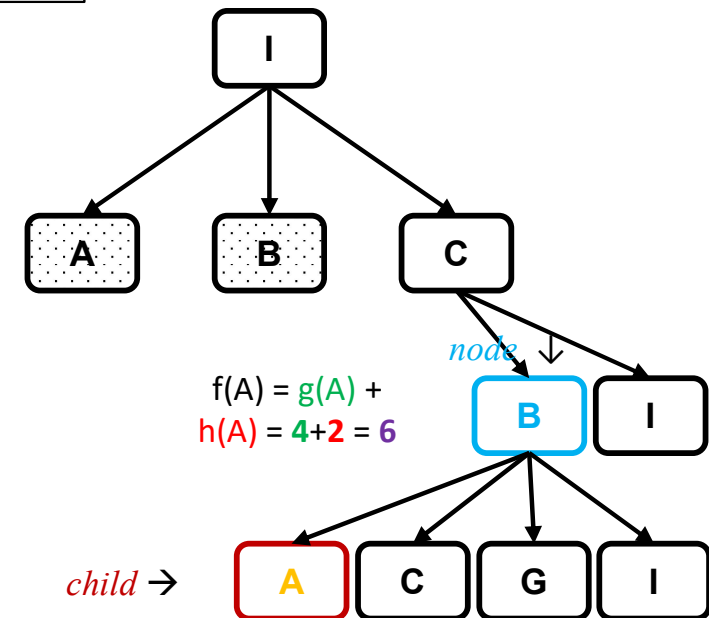 I
A B C
node ↓
f(A) = g(A) +
h(A) = 4+2 = 6
B I
child → A C G I